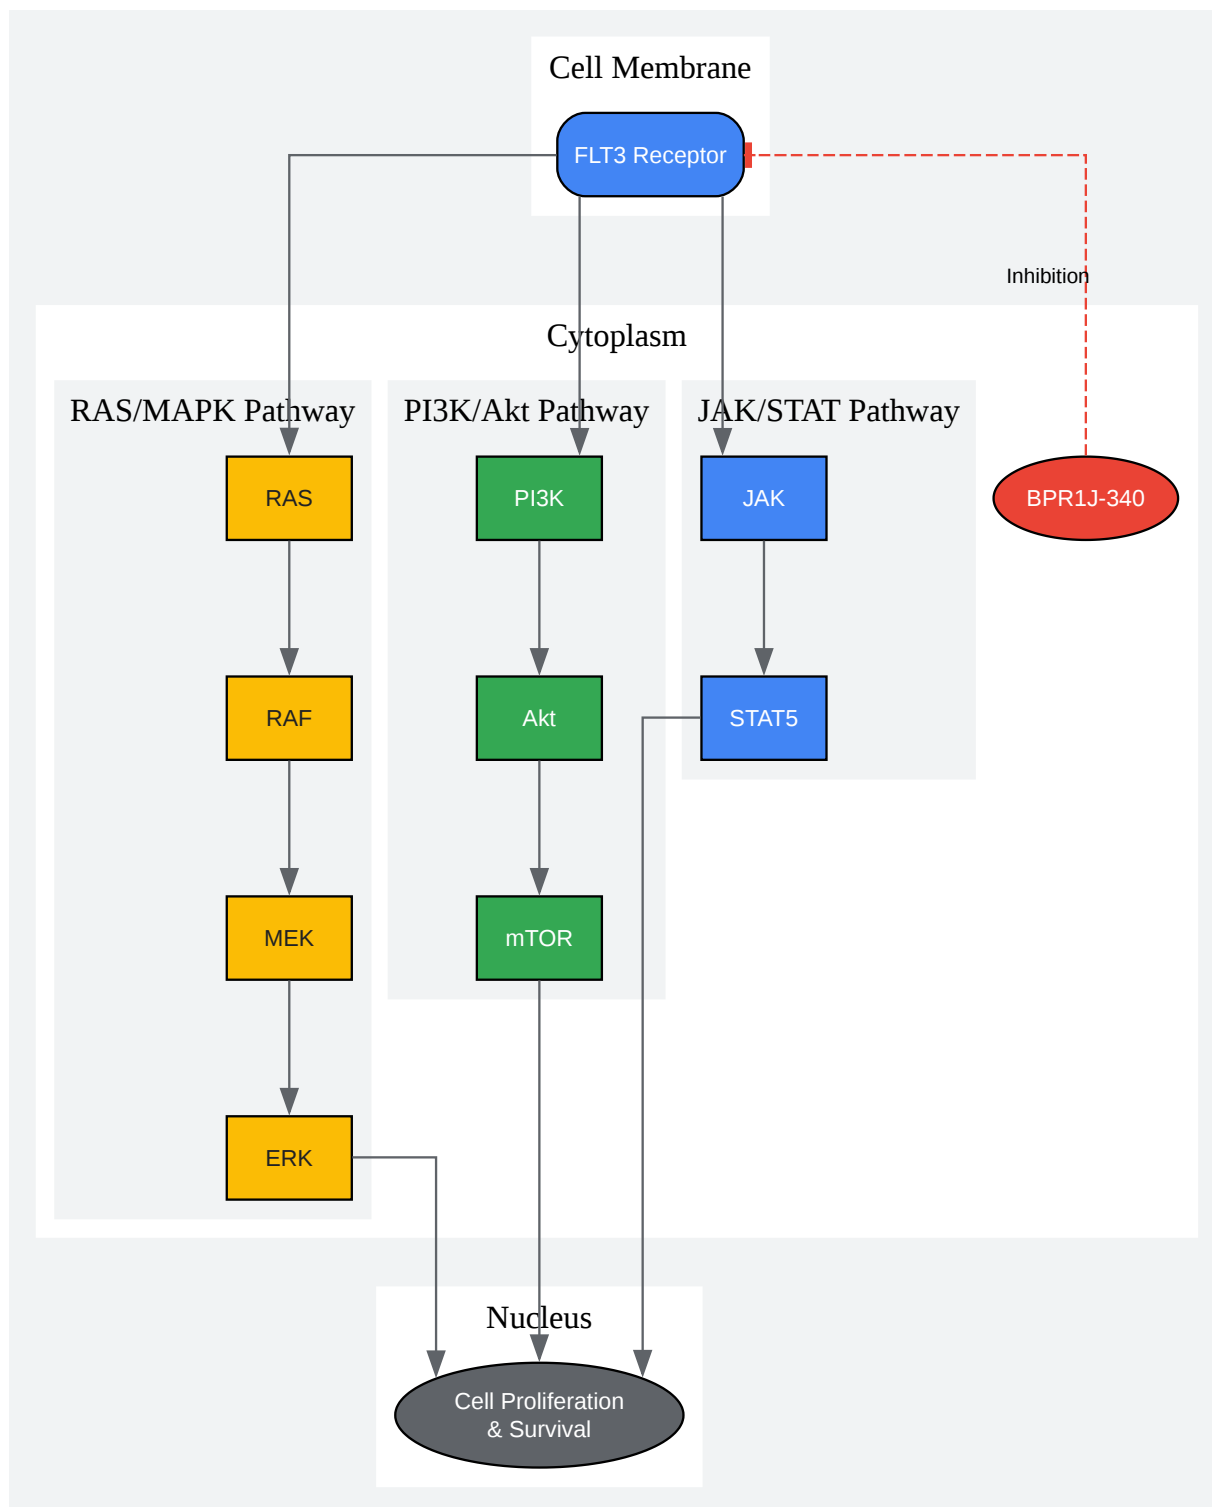 Cell Membrane
FLT3 Receptor
Inhibition
Cytoplasm
RAS/MAPK Pathway
PI3K/Akt Pathway
JAK/STAT Pathway
RAS
PI3K
JAK
BPR1J-340
RAF
Akt
STAT5
MEK
mTOR
ERK
Nucleus
Cell Proliferation
& Survival